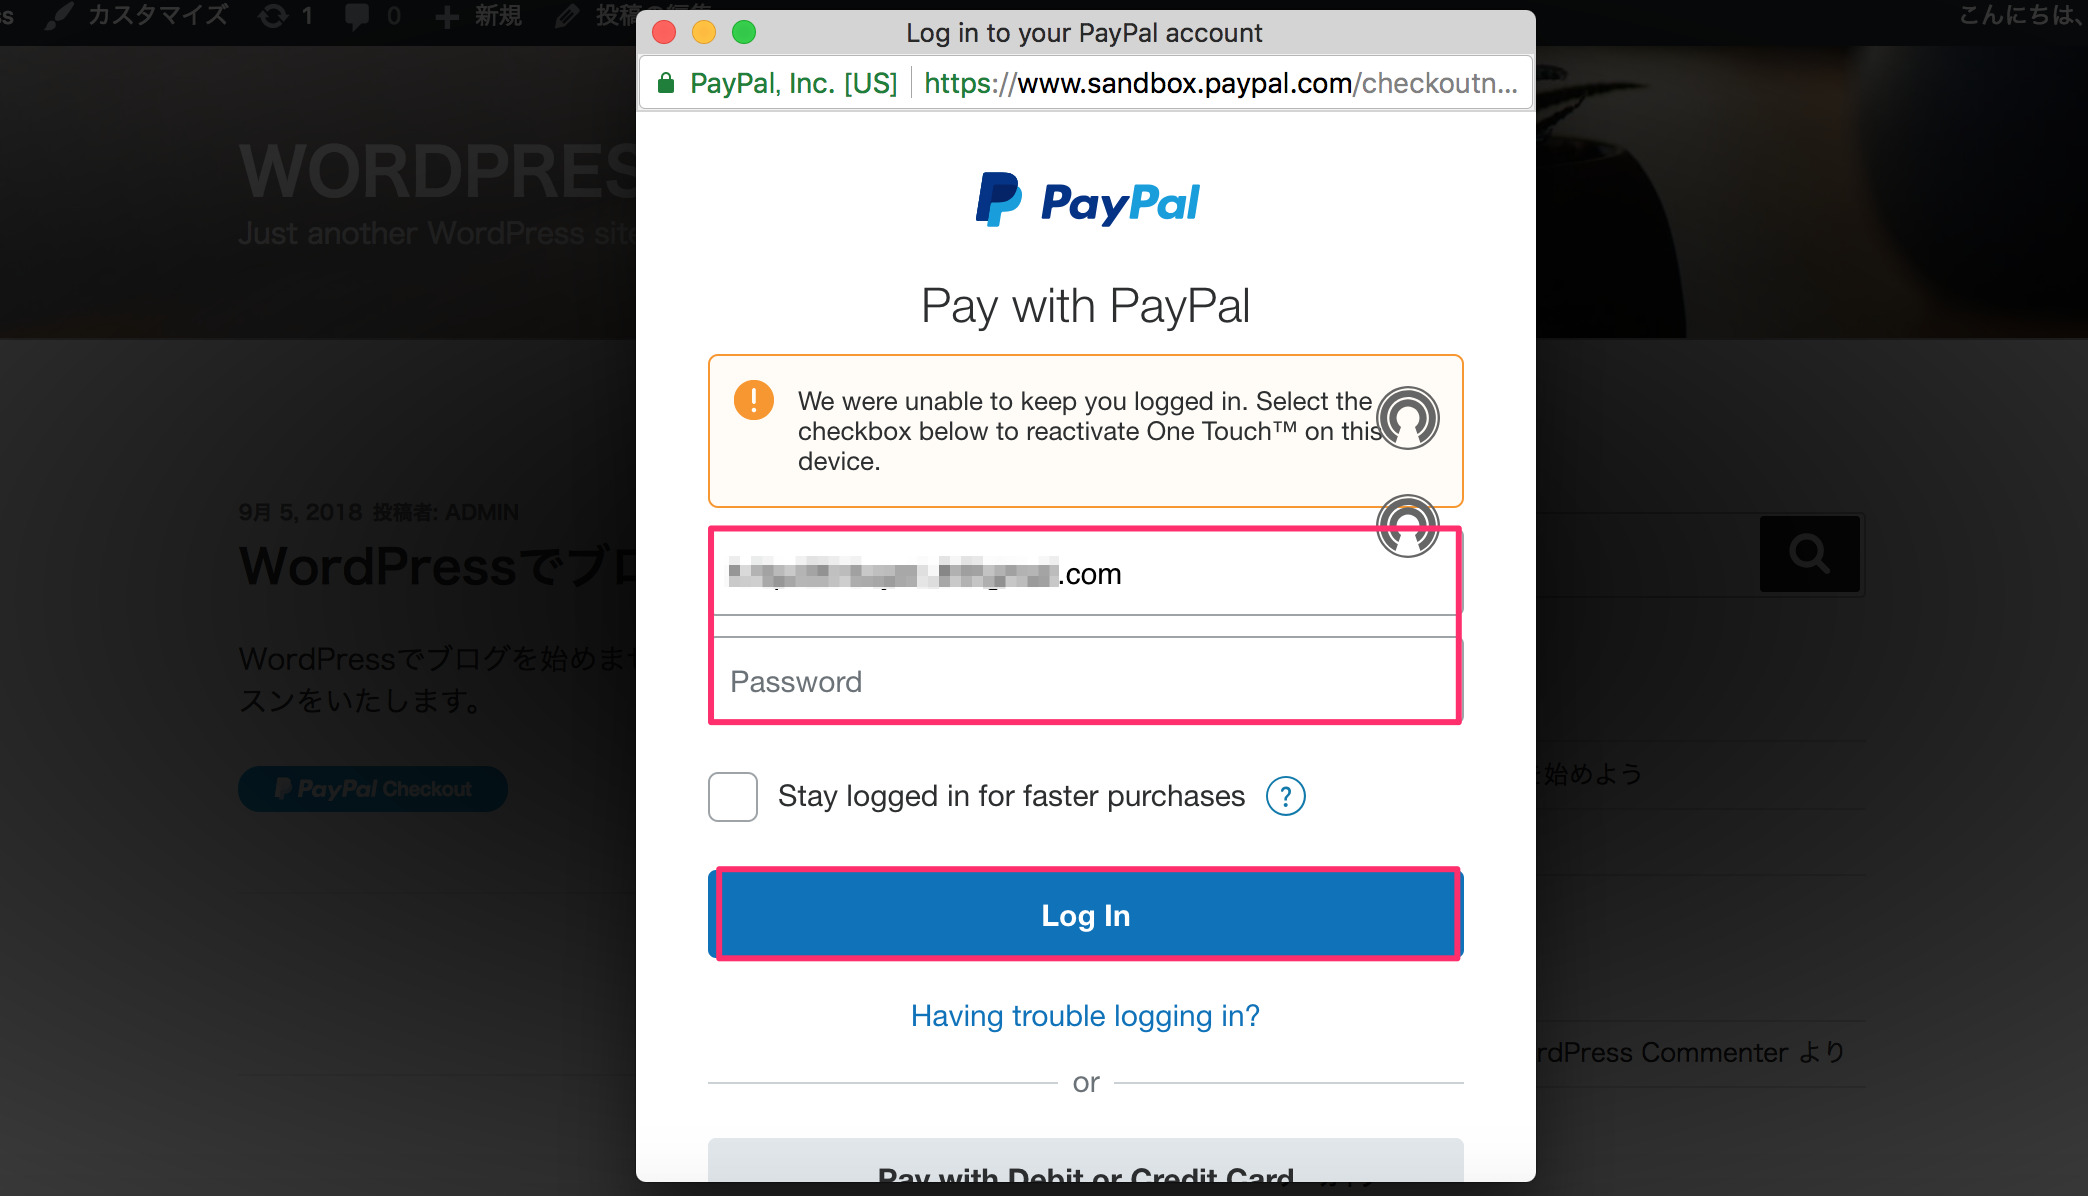 ss カスタマイズ 1 0 新規 投稿の編集 こんにちは、
Log in to your PayPal account
PayPal, Inc. [US] https://www.sandbox.paypal.com/checkoutn...
WORDPRES
Just another WordPress site
PayPal
Pay with PayPal
We were unable to keep you logged in. Select the
checkbox below to reactivate One Touch™ on this
device.
9月 5, 2018 投稿者: ADMIN
WordPressでブロ
.com
WordPressでブログを始めませ
スンをいたします。
Password
PayPal Checkout
Stay logged in for faster purchases ?
を始めよう
Log In
Having trouble logging in?
rdPress Commenter より
or
Pay with Debit or Credit Card